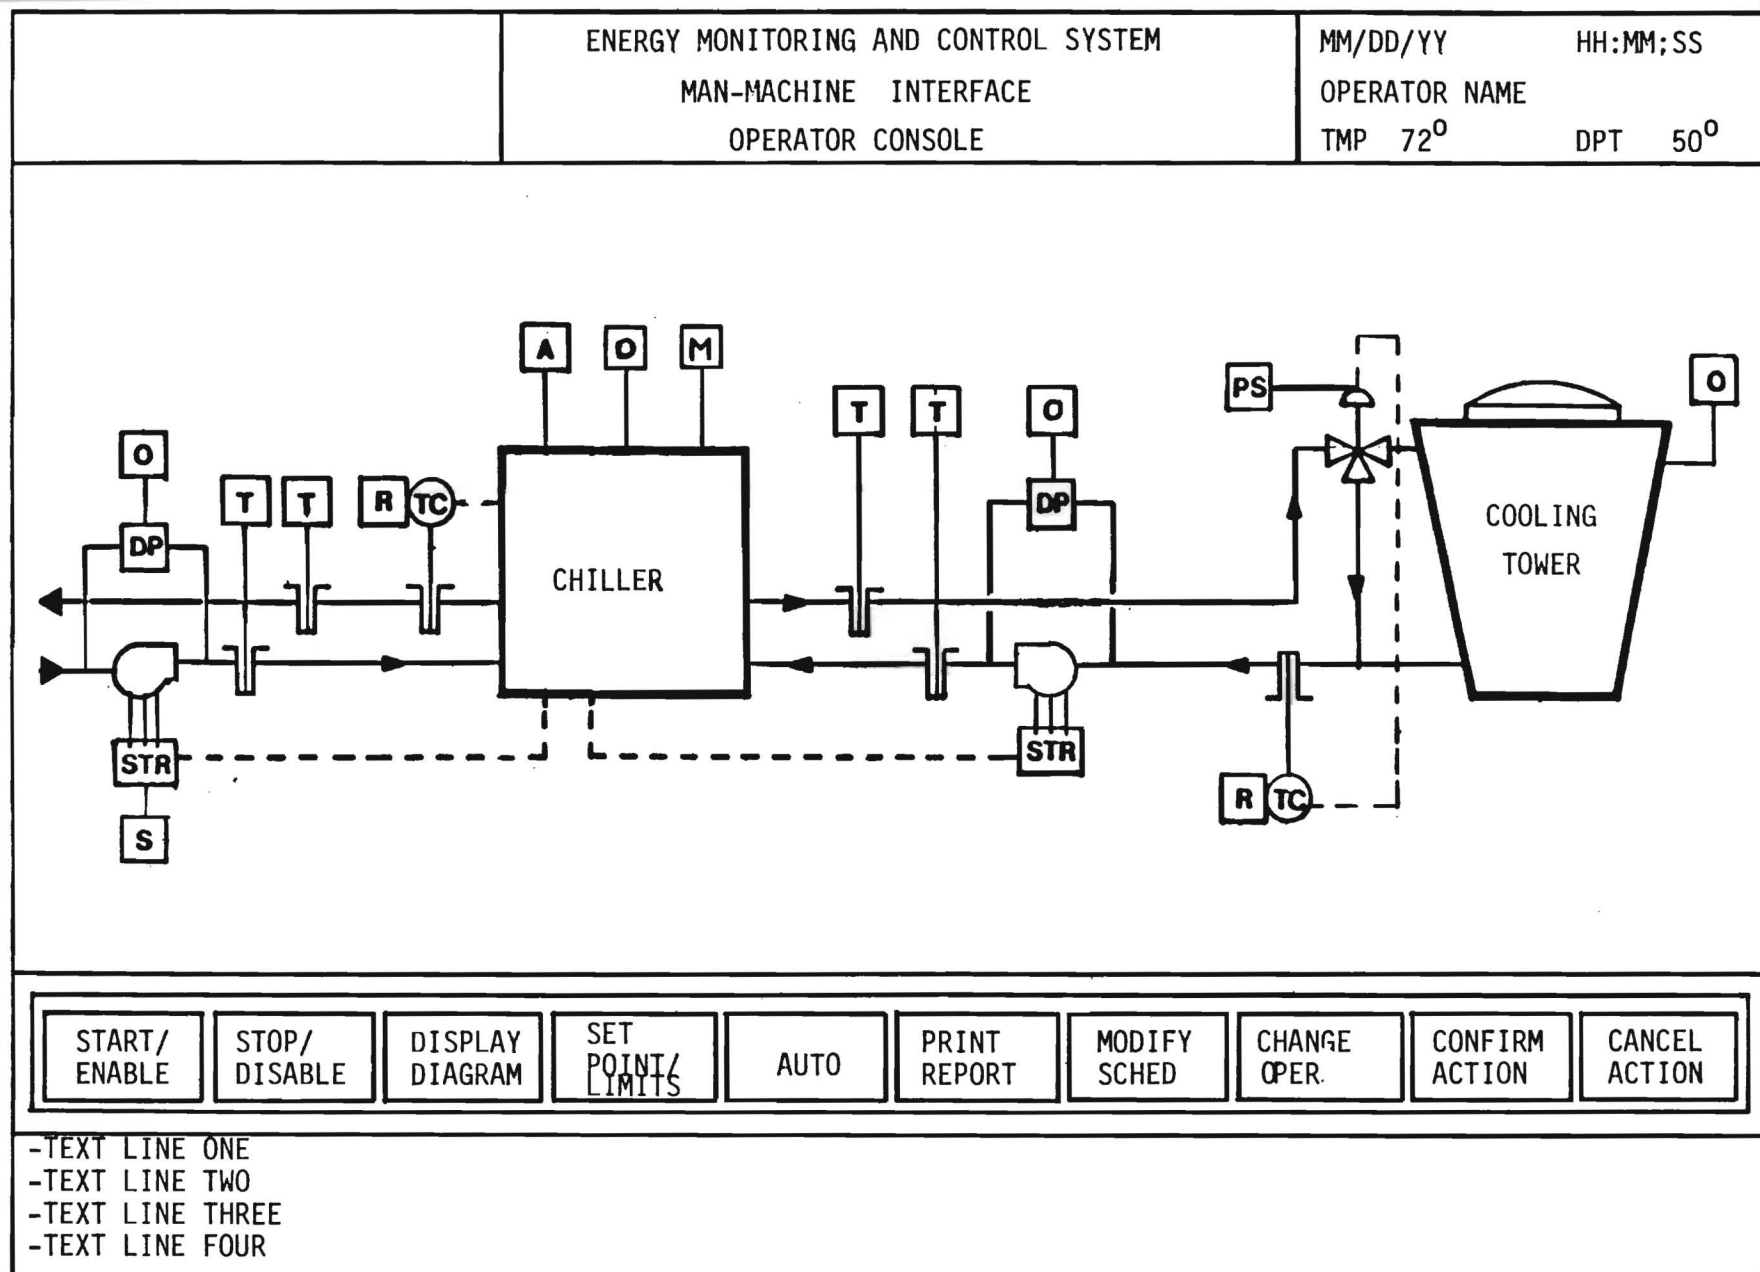 ENERGY MONITORING AND CONTROL SYSTEM
MAN-MACHINE INTERFACE
OPERATOR CONSOLE
MM/DD/YY HH:MM;SS
OPERATOR NAME
TMP 72º DPT 50º
A O M
PS
T T O
O
O
T T R TC
DP
DP
COOLING
TOWER
CHILLER
STR
STR
R TC
S
START/
ENABLE
STOP/
DISABLE
DISPLAY
DIAGRAM
SET
POINT/
LIMITS
AUTO
PRINT
REPORT
MODIFY
SCHED
CHANGE
OPER.
CONFIRM
ACTION
CANCEL
ACTION
-TEXT LINE ONE
-TEXT LINE TWO
-TEXT LINE THREE
-TEXT LINE FOUR